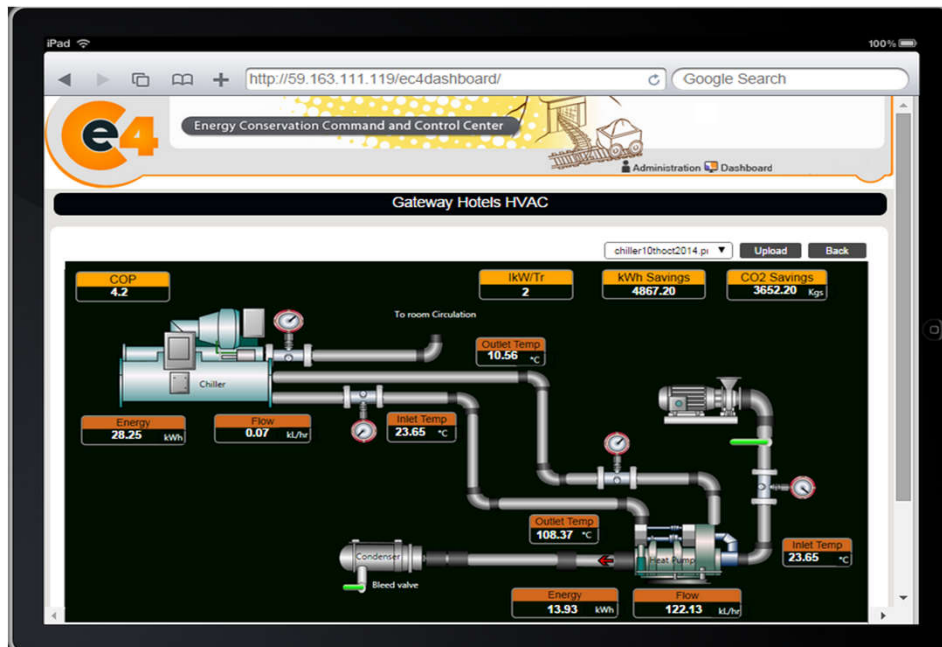 iPad
100%
http://59.163.111.119/ec4dashboard/
Google Search
e4
Energy Conservation Command and Control Center
Administration Dashboard
Gateway Hotels HVAC
chiller10thoct2014.pr
Upload
Back
COP
4.2
IkW/Tr
2
kWh Savings
4867.20
CO2 Savings
3652.20 Kgs
To room Circulation
Outlet Temp
10.56 °C
Chiller
Energy
28.25 kWh
Flow
0.07 kL/hr
Inlet Temp
23.65 °C
Outlet Temp
108.37 °C
Condenser
Heat Pump
Inlet Temp
23.65 °C
Bleed valve
Energy
13.93 kWh
Flow
122.13 kL/hr